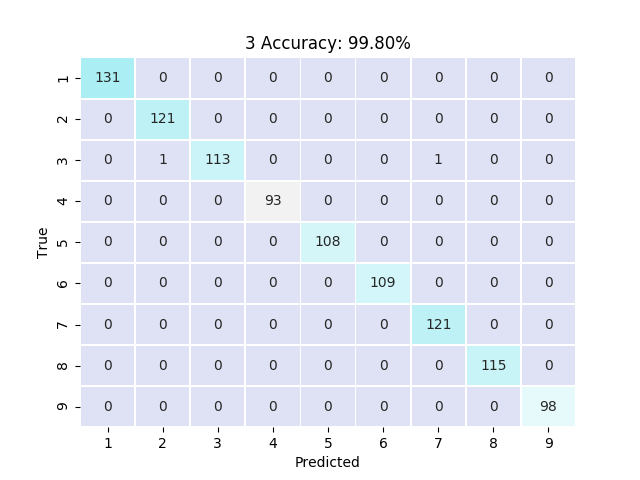 3 Accuracy: 99.80%
1 131 0 0 0 0 0 0 0 0
2 0 121 0 0 0 0 0 0 0
3 0 1 113 0 0 0 1 0 0
4 0 0 0 93 0 0 0 0 0
5 0 0 0 0 108 0 0 0 0
6 0 0 0 0 0 109 0 0 0
7 0 0 0 0 0 0 121 0 0
8 0 0 0 0 0 0 0 115 0
9 0 0 0 0 0 0 0 0 98
True
1 2 3 4 5 6 7 8 9
Predicted